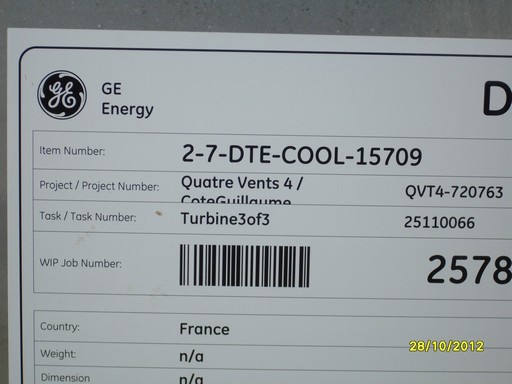 GE
Energy
D
Item Number: 2-7-DTE-COOL-15709
Project / Project Number: Quatre Vents 4 / QVT4-720763
CoteGuillaume
Task / Task Number: Turbine3of3 25110066
WIP Job Number: 2578
Country: France
Weight: n/a
Dimension n/a
28/10/2012